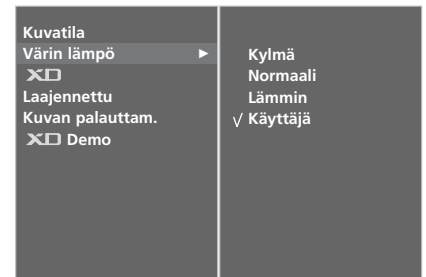 Kuvatila
Värin lämpö ►
XD
Laajennettu
Kuvan palauttam.
XD Demo
Kylmä
Normaali
Lämmin
√ Käyttäjä